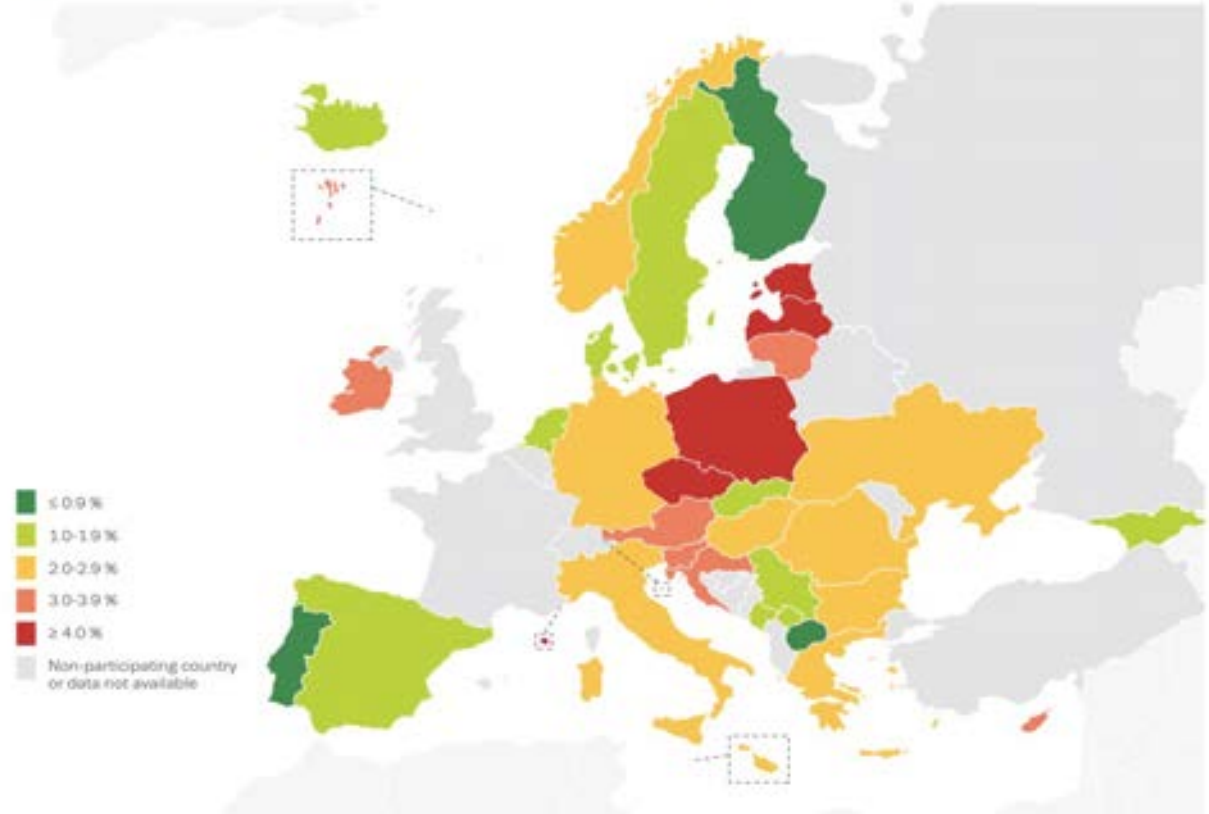 ≤ 0.9 %
1.0-1.9 %
2.0-2.9 %
3.0-3.9 %
≥ 4.0 %
Non-participating country
or data not available